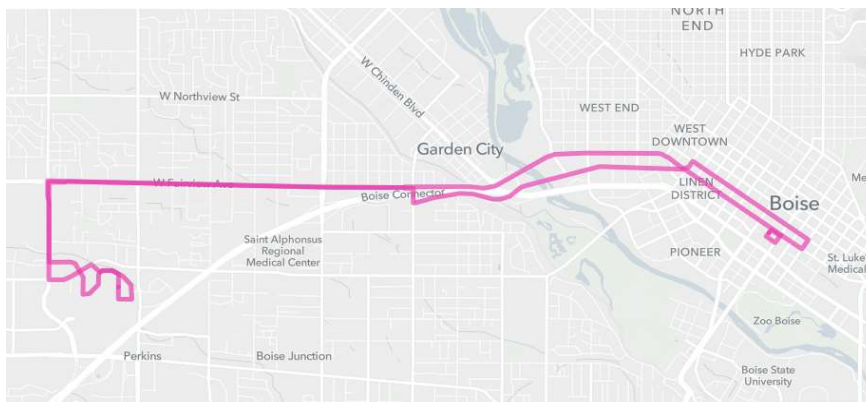 NORTH
END
HYDE PARK
W Chinden Blvd
W Northview St
WEST END
WEST
DOWNTOWN
Garden City
W Fairview Ave
Boise Connector
LINEN
DISTRICT
Boise
Saint Alphonsus
Regional
Medical Center
PIONEER
St. Luke
Medical
Zoo Boise
Perkins
Boise Junction
Boise State
University